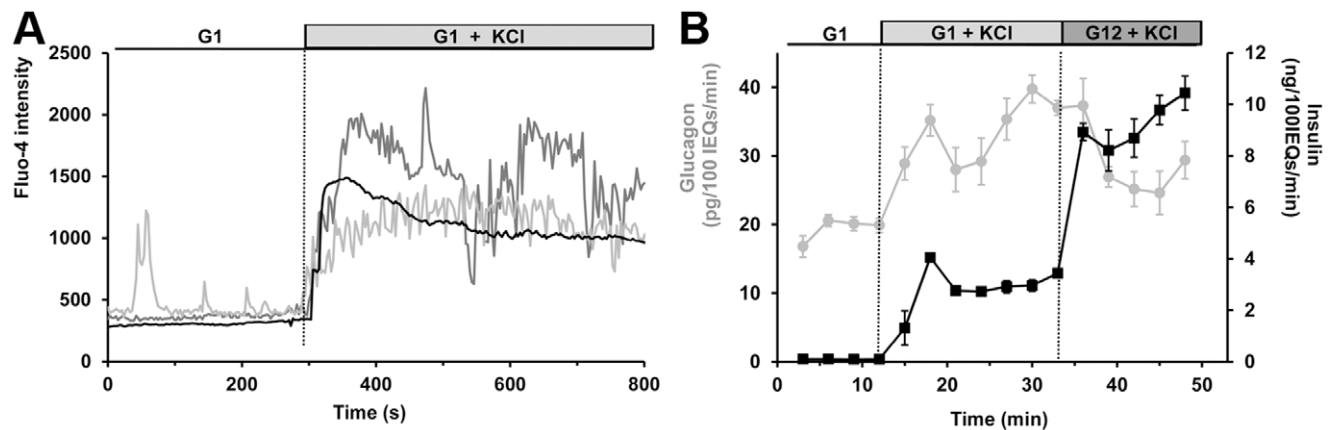 A
G1
G1 + KCl
2500
2000
1500
1000
500
0
Fluo-4 intensity
0
200
400
600
800
Time (s)
B
G1
G1 + KCl
G12 + KCl
40
30
20
10
0
Glucagon
(pg/100 IEQs/min)
12
10
8
6
4
2
0
Insulin
(ng/100IEQs/min)
0
10
20
30
40
50
Time (min)